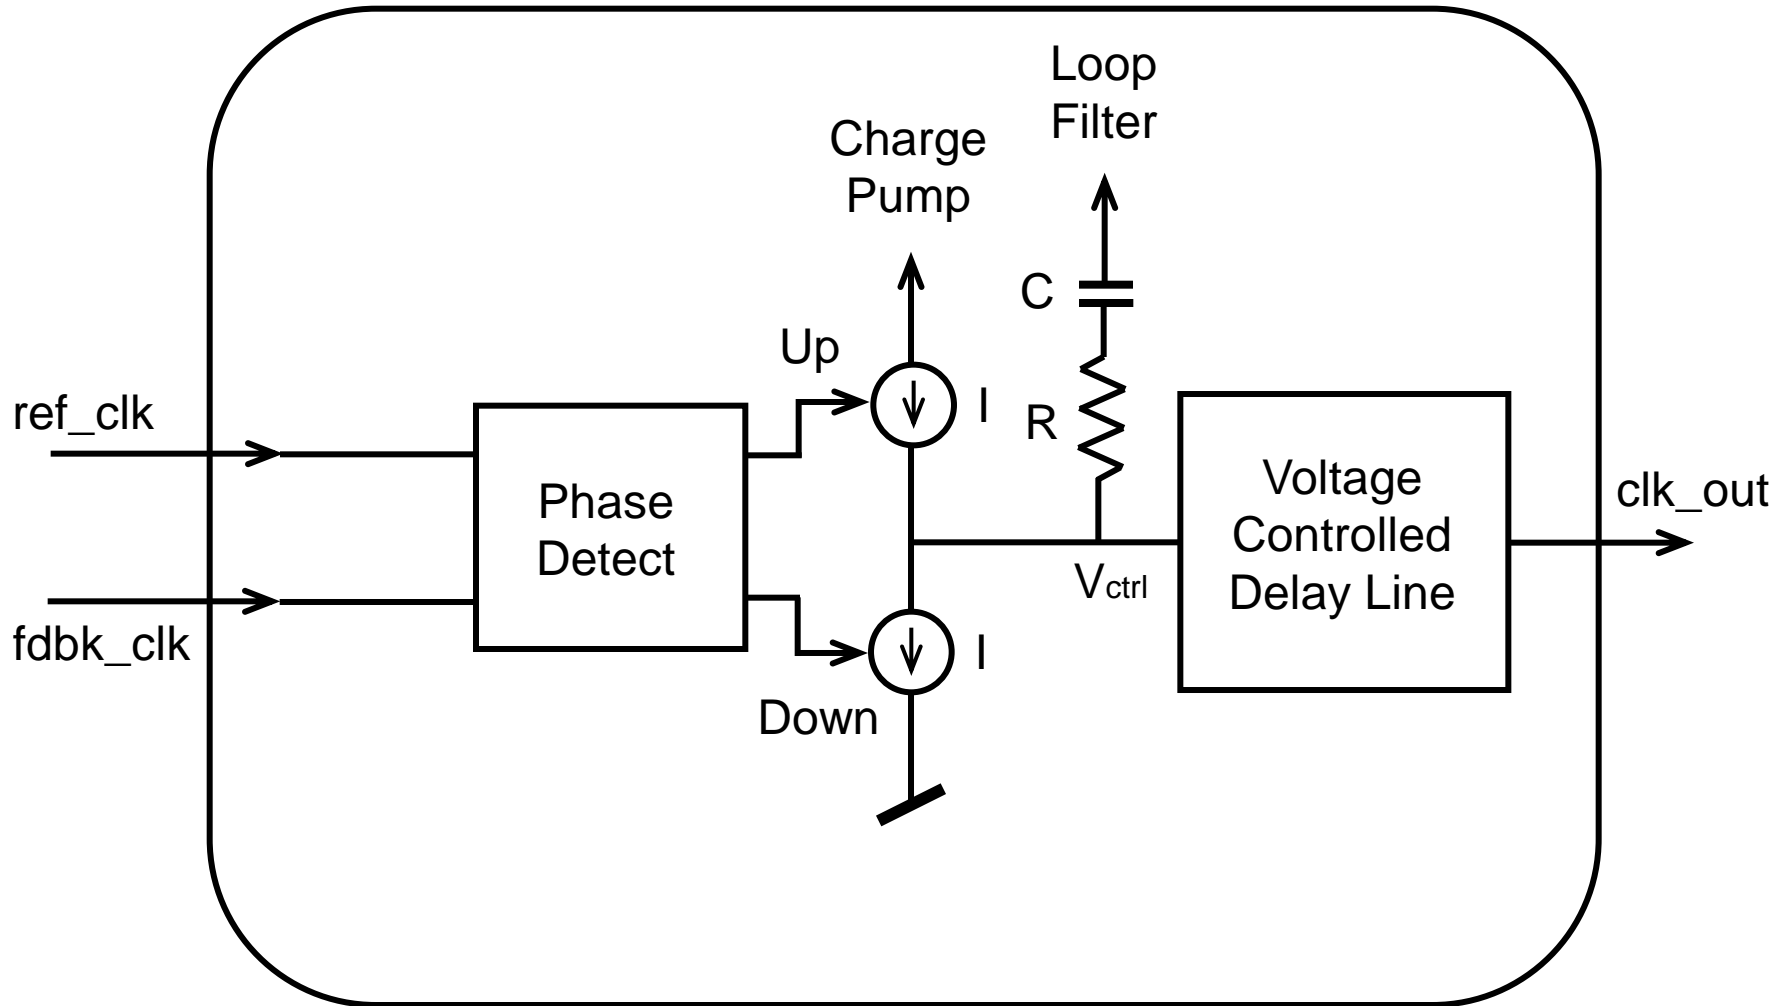 Loop
Filter
Charge
Pump
C
Up
I
R
ref_clk
Phase
Detect
Voltage
Controlled
Delay Line
clk_out
Vctrl
fdbk_clk
I
Down